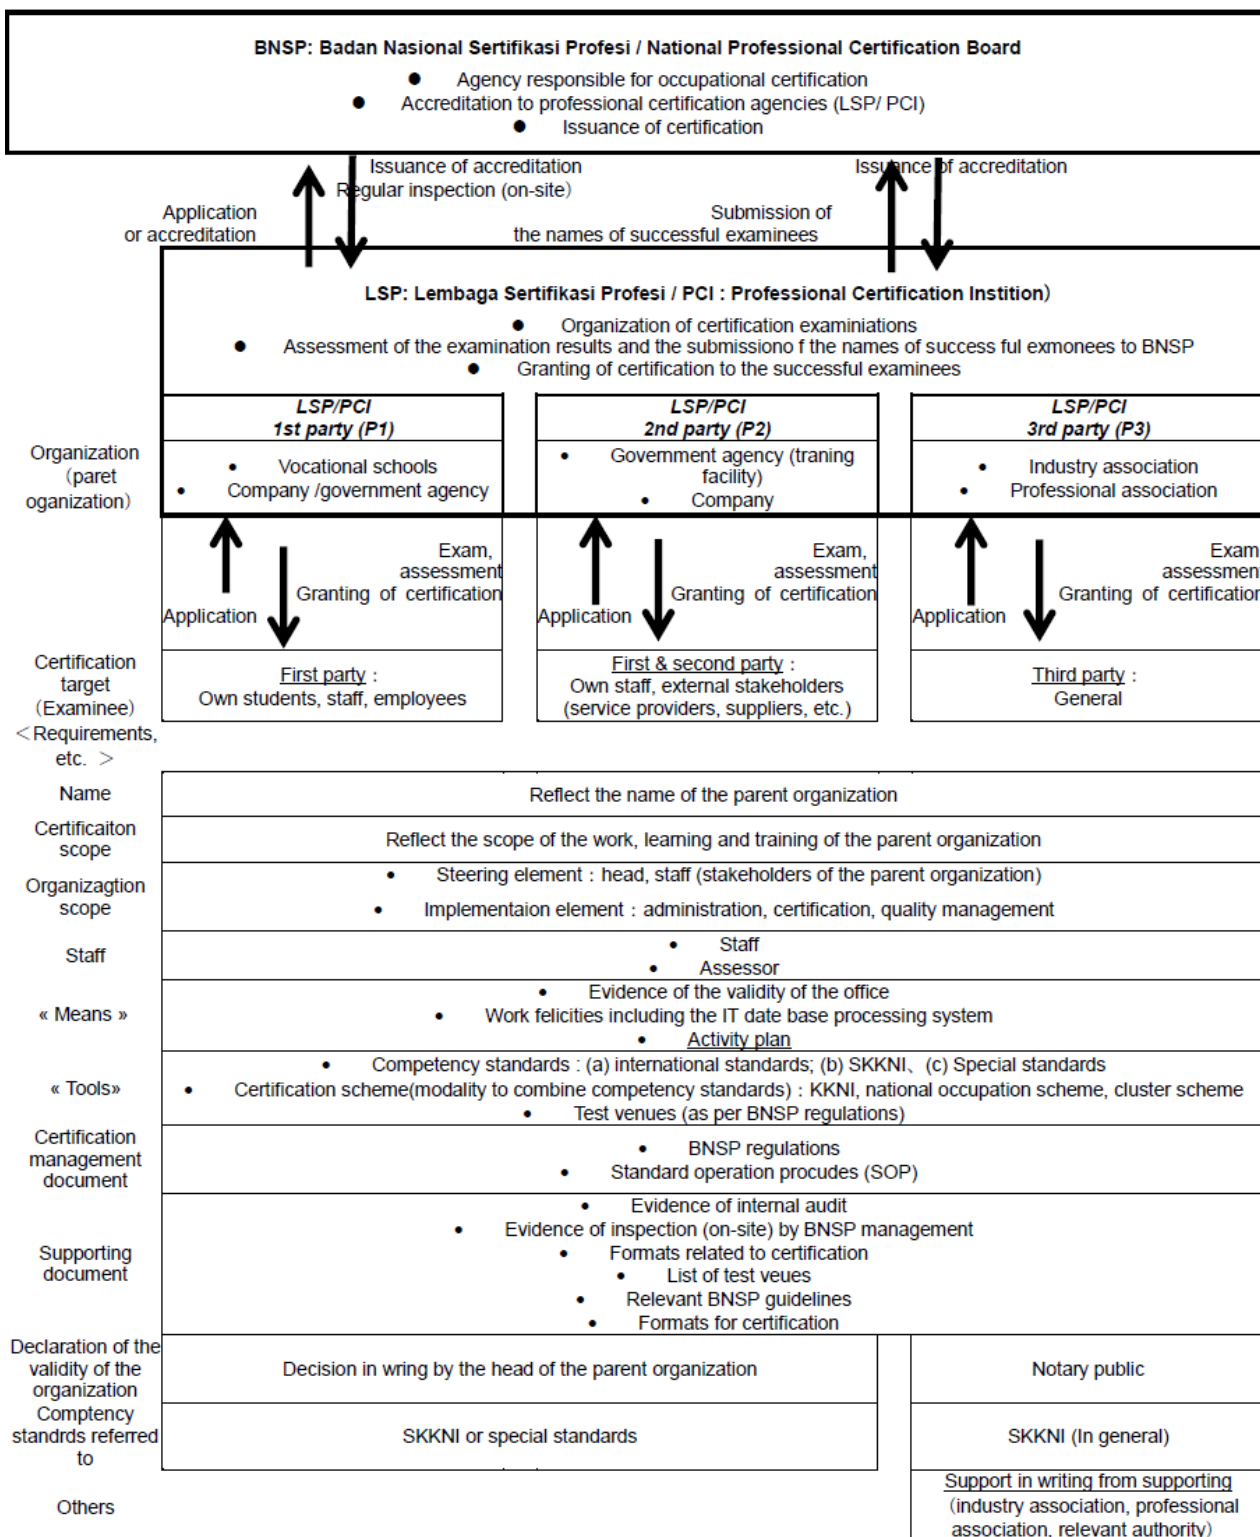 BNSP: Badan Nasional Sertifikasi Profesi / National Professional Certification Board
● Agency responsible for occupational certification
● Accreditation to professional certification agencies (LSP/ PCI)
● Issuance of certification
Issuance of accreditation
Regular inspection (on-site）
Issuance of accreditation
Application
or accreditation
Submission of
the names of successful examinees
LSP: Lembaga Sertifikasi Profesi / PCI : Professional Certification Instition)
● Organization of certification examiniations
● Assessment of the examination results and the submissiono f the names of success ful exmonees to BNSP
● Granting of certification to the successful examinees
LSP/PCI
1st party (P1)
LSP/PCI
2nd party (P2)
LSP/PCI
3rd party (P3)
Organization
（paret
oganization）
• Vocational schools
• Company /government agency
• Government agency (traning
facility)
• Company
• Industry association
• Professional association
Exam,
assessment
Granting of certification
Application
Exam,
assessment
Granting of certification
Application
Exam
assessment
Granting of certification
Application
Certification
target
（Examinee）
＜Requirements,
etc. ＞
First party：
Own students, staff, employees
First & second party：
Own staff, external stakeholders
(service providers, suppliers, etc.)
Third party：
General
Name
Reflect the name of the parent organization
Certificaiton
scope
Reflect the scope of the work, learning and training of the parent organization
Organizagtion
scope
• Steering element：head, staff (stakeholders of the parent organization)
• Implementaion element：administration, certification, quality management
Staff
• Staff
• Assessor
« Means »
• Evidence of the validity of the office
• Work felicities including the IT date base processing system
• Activity plan
« Tools»
• Competency standards : (a) international standards; (b) SKKNI、(c) Special standards
• Certification scheme(modality to combine competency standards)：KKNI, national occupation scheme, cluster scheme
• Test venues (as per BNSP regulations)
Certification
management
document
• BNSP regulations
• Standard operation procudes (SOP)
Supporting
document
• Evidence of internal audit
• Evidence of inspection (on-site) by BNSP management
• Formats related to certification
• List of test veues
• Relevant BNSP guidelines
• Formats for certification
Declaration of the
validity of the
organization
Decision in wring by the head of the parent organization
Notary public
Comptency
standrds referred
to
SKKNI or special standards
SKKNI (In general)
Others
Support in writing from supporting
（industry association, professional
association, relevant authority）